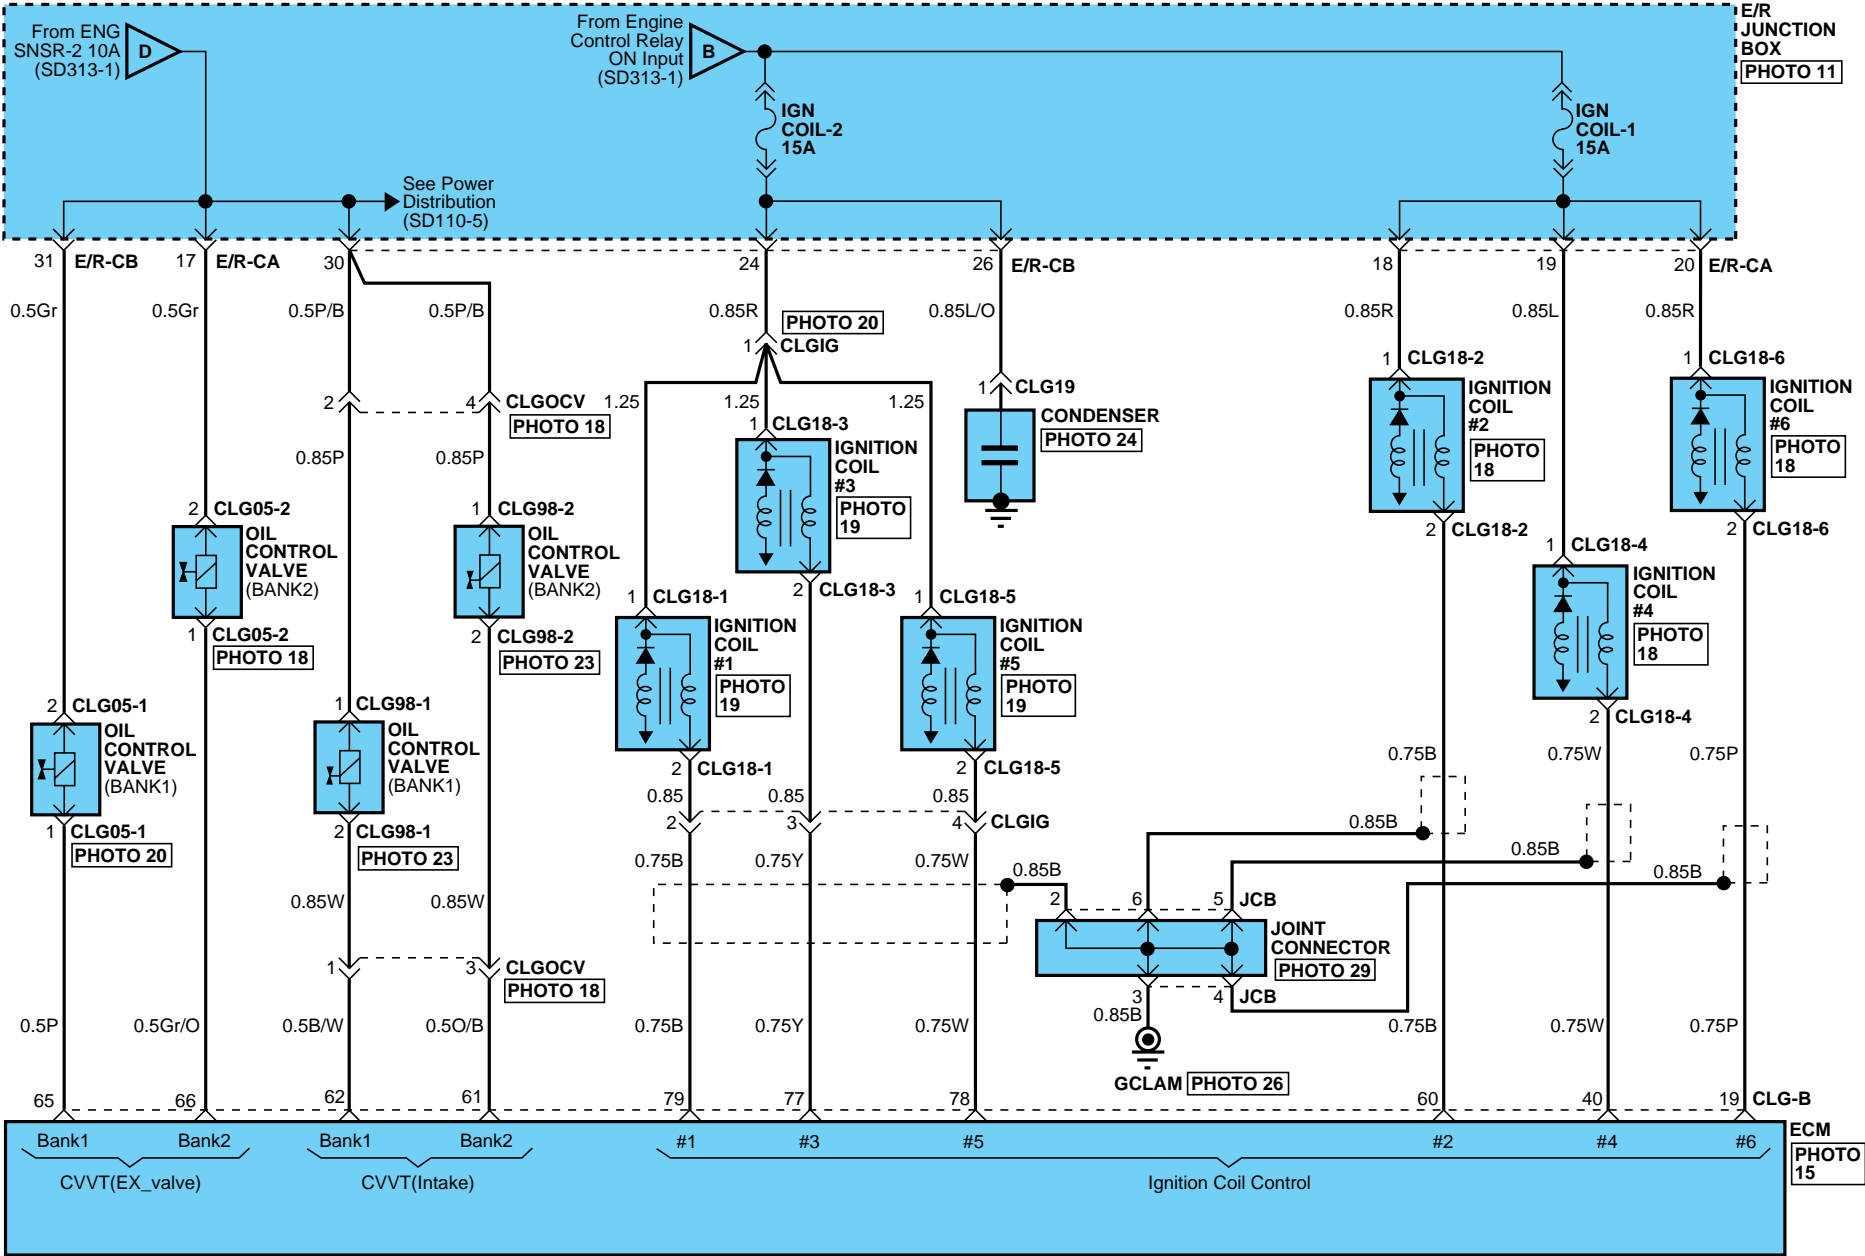 From ENG
SNSR-2 10A
(SD313-1)
D
From Engine
Control Relay
ON Input
(SD313-1)
B
E/R
JUNCTION
BOX
PHOTO 11
IGN
COIL-2
15A
IGN
COIL-1
15A
See Power
Distribution
(SD110-5)
31 E/R-CB
17 E/R-CA
30
24
26 E/R-CB
18
19
20 E/R-CA
0.5Gr
0.5Gr
0.5P/B
0.5P/B
0.85R
0.85L/O
0.85R
0.85L
0.85R
PHOTO 20
1 CLGIG
1 CLG18-2
1 CLG18-6
1 CLG19
2
4 CLGOCV
PHOTO 18
1.25
1.25
1.25
CONDENSER
PHOTO 24
IGNITION
COIL
#2
PHOTO
18
IGNITION
COIL
#6
PHOTO
18
1 CLG18-3
IGNITION
COIL
#3
PHOTO
19
0.85P
0.85P
2 CLG05-2
1 CLG98-2
OIL
CONTROL
VALVE
(BANK2)
OIL
CONTROL
VALVE
(BANK2)
2 CLG18-2
2 CLG18-6
1 CLG18-4
IGNITION
COIL
#4
PHOTO
18
2 CLG18-3
1 CLG18-1
1 CLG18-5
1 CLG05-2
PHOTO 18
2 CLG98-2
PHOTO 23
IGNITION
COIL
#1
PHOTO
19
IGNITION
COIL
#5
PHOTO
19
2 CLG05-1
1 CLG98-1
2 CLG18-4
OIL
CONTROL
VALVE
(BANK1)
OIL
CONTROL
VALVE
(BANK1)
2 CLG18-1
2 CLG18-5
0.75B
0.75W
0.75P
0.85
0.85
0.85
2
3
4 CLGIG
1 CLG05-1
PHOTO 20
2 CLG98-1
PHOTO 23
0.85B
0.85B
0.85B
0.75B
0.75Y
0.75W
0.85B
0.85W
0.85W
2
6
5 JCB
JOINT
CONNECTOR
PHOTO 29
1
3 CLGOCV
PHOTO 18
3
4 JCB
0.85B
0.5P
0.5Gr/O
0.5B/W
0.5O/B
0.75B
0.75Y
0.75W
0.75B
0.75W
0.75P
GCLAM PHOTO 26
65
66
62
61
79
77
78
60
40
19 CLG-B
Bank1
Bank2
Bank1
Bank2
#1
#3
#5
#2
#4
#6
ECM
PHOTO
15
CVVT(EX_valve)
CVVT(Intake)
Ignition Coil Control